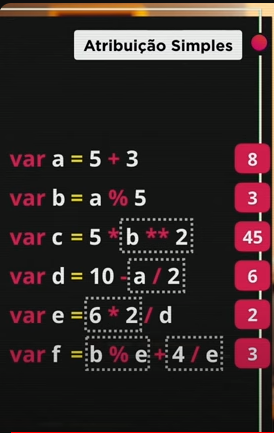 Atribuição Simples
var a = 5 + 3 8
var b = a % 5 3
var c = 5 * b ** 2 45
var d = 10 - a / 2 6
var e = 6 * 2 / d 2
var f = b % e + 4 / e 3